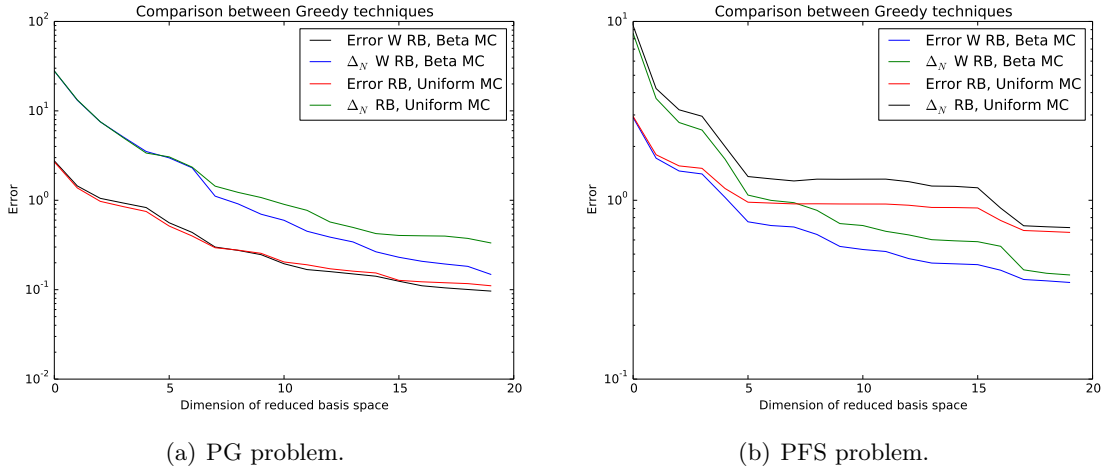 Comparison between Greedy techniques
Error W RB, Beta MC
Δ_N W RB, Beta MC
Error RB, Uniform MC
Δ_N RB, Uniform MC
10^2
10^1
10^0
10^-1
10^-2
Error
0 5 10 15 20
Dimension of reduced basis space
(a) PG problem.
Comparison between Greedy techniques
Error W RB, Beta MC
Δ_N W RB, Beta MC
Error RB, Uniform MC
Δ_N RB, Uniform MC
10^1
10^0
10^-1
Error
0 5 10 15 20
Dimension of reduced basis space
(b) PFS problem.